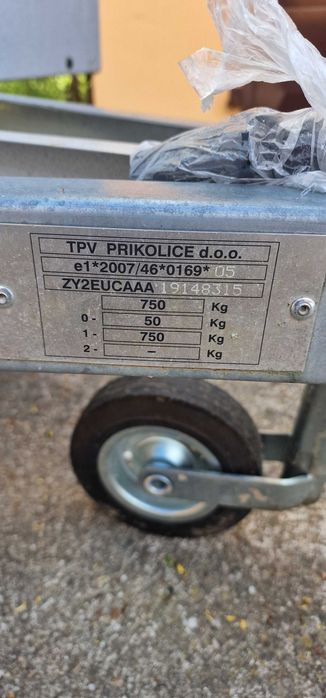 TPV PRIKOLICE d.o.o.
e1*2007/46*0169*05
ZY2EUCAAA19148315
750 Kg
0- 50 Kg
1- 750 Kg
2- – Kg